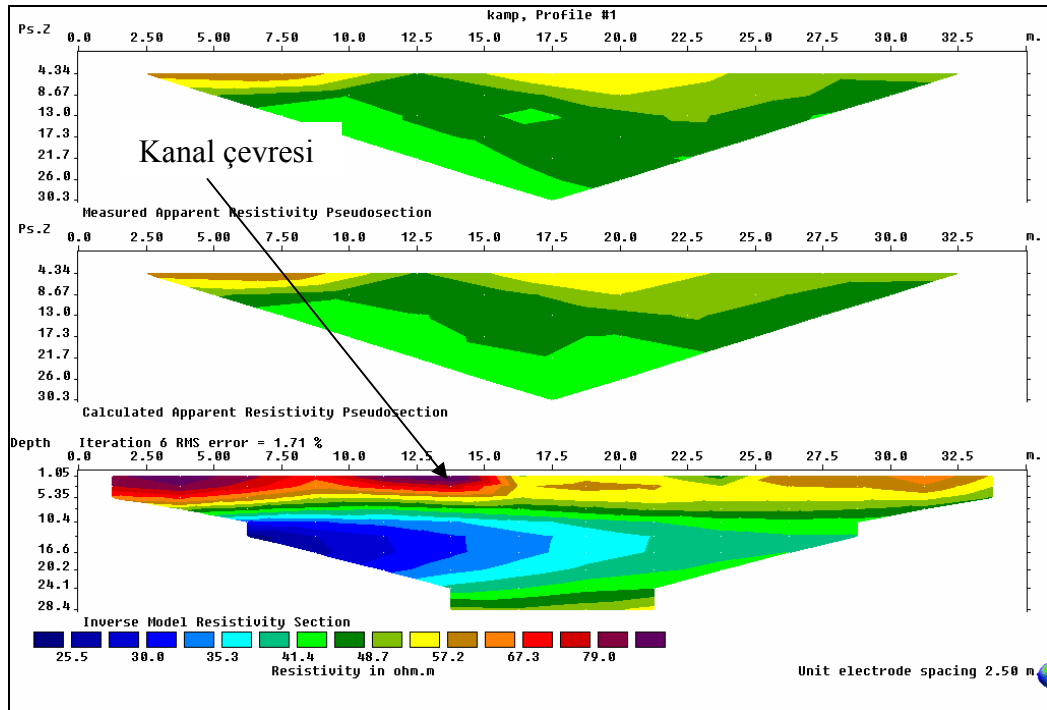 kamp, Profile #1
Ps.Z 0.0 2.50 5.00 7.50 10.0 12.5 15.0 17.5 20.0 22.5 25.0 27.5 30.0 32.5 m.
4.34
8.67
13.0
17.3
21.7
26.0
30.3
Kanal çevresi
Measured Apparent Resistivity Pseudosection
Ps.Z 0.0 2.50 5.00 7.50 10.0 12.5 15.0 17.5 20.0 22.5 25.0 27.5 30.0 32.5 m.
4.34
8.67
13.0
17.3
21.7
26.0
30.3
Calculated Apparent Resistivity Pseudosection
Depth Iteration 6 RMS error = 1.71 %
0.0 2.50 5.00 7.50 10.0 12.5 15.0 17.5 20.0 22.5 25.0 27.5 30.0 32.5 m.
1.05
5.35
10.4
16.6
20.2
24.1
28.4
Inverse Model Resistivity Section
25.5 30.0 35.3 41.4 48.7 57.2 67.3 79.0
Resistivity in ohm.m
Unit electrode spacing 2.50 m.